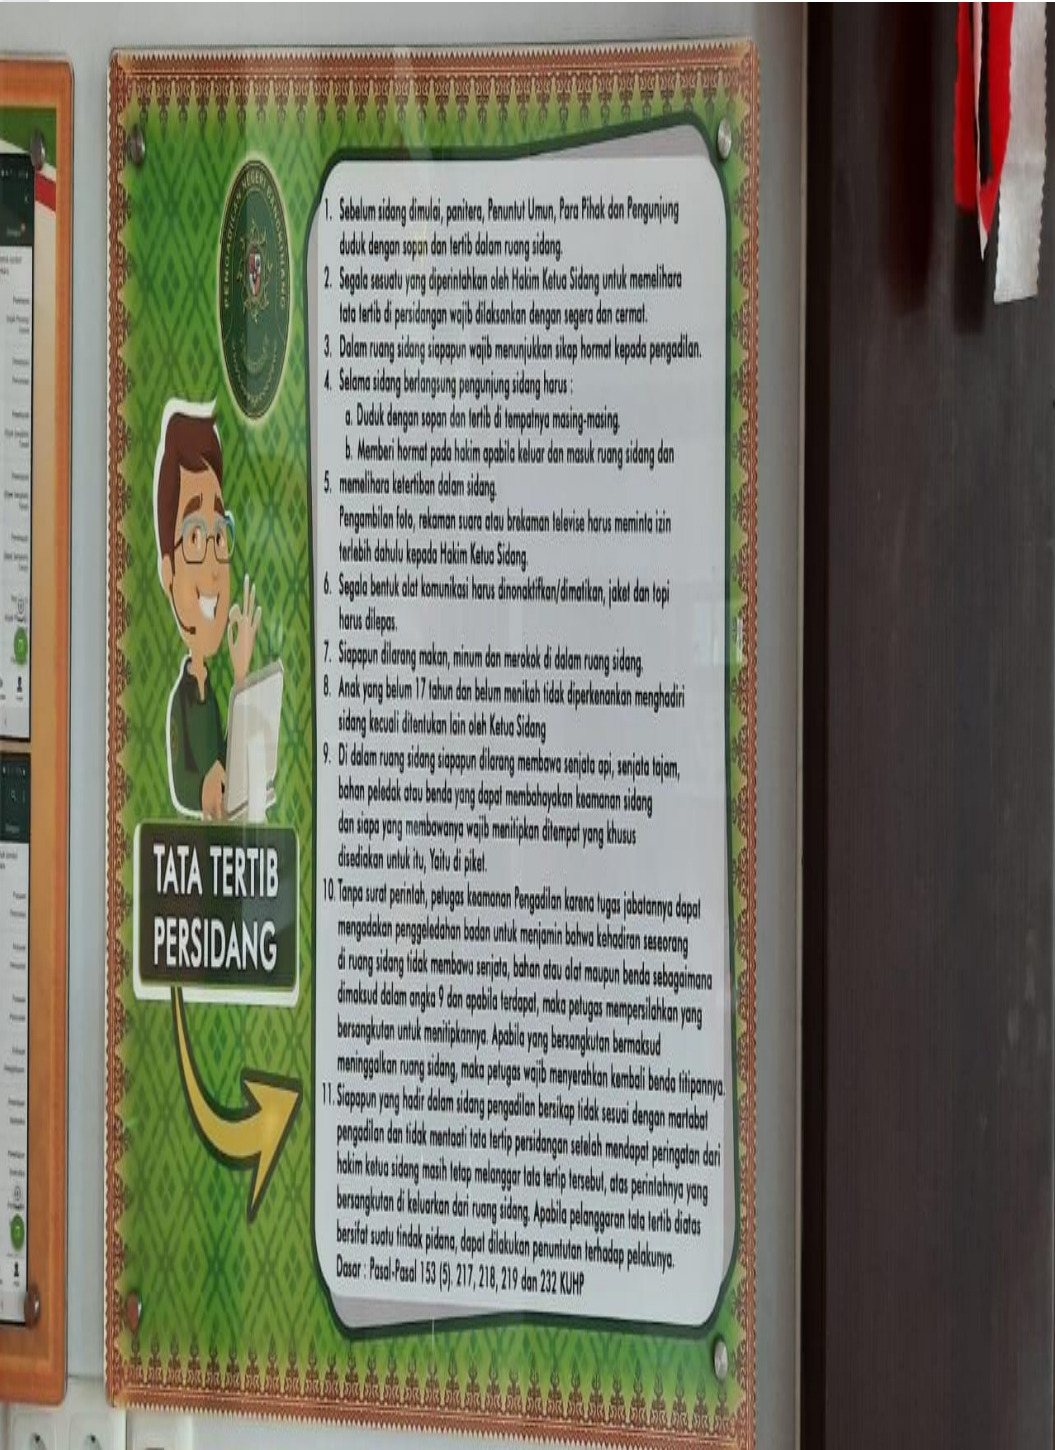 TATA TERTIB
PERSIDANG
1. Sebelum sidang dimulai, panitera, Penuntut Umun, Para Pihak dan Pengunjung
duduk dengan sopan dan tertib dalam ruang sidang.
2. Segala sesuatu yang diperintahkan oleh Hakim Ketua Sidang untuk memelihara
tata tertib di persidangan wajib dilaksankan dengan segera dan cermat.
3. Dalam ruang sidang siapapun wajib menunjukkan sikap hormat kepada pengadilan.
4. Selama sidang berlangsung pengunjung sidang harus :
a. Duduk dengan sopan dan tertib di tempatnya masing-masing.
b. Memberi hormat pada hakim apabila keluar dan masuk ruang sidang dan
5. memelihara ketertiban dalam sidang.
Pengambilan foto, rekaman suara atau brekaman televise harus meminta izin
terlebih dahulu kepada Hakim Ketua Sidang.
6. Segala bentuk alat komunikasi harus dinonaktifkan/dimatikan, jaket dan topi
harus dilepas.
7. Siapapun dilarang makan, minum dan merokok di dalam ruang sidang.
8. Anak yang belum 17 tahun dan belum menikah tidak diperkenankan menghadiri
sidang kecuali ditentukan lain oleh Ketua Sidang
9. Di dalam ruang sidang siapapun dilarang membawa senjata api, senjata tajam,
bahan peledak atau benda yang dapat membahayakan keamanan sidang
dan siapa yang membawanya wajib menitipkan ditempat yang khusus
disediakan untuk itu, Yaitu di piket.
10. Tanpa surat perintah, petugas keamanan Pengadilan karena tugas jabatannya dapat
mengadakan penggeledahan badan untuk menjamin bahwa kehadiran seseorang
di ruang sidang tidak membawa senjata, bahan atau alat maupun benda sebagaimana
dimaksud dalam angka 9 dan apabila terdapat, maka petugas mempersilahkan yang
bersangkutan untuk menitipkannya. Apabila yang bersangkutan bermaksud
meninggalkan ruang sidang, maka petugas wajib menyerahkan kembali benda titipannya.
11. Siapapun yang hadir dalam sidang pengadilan bersikap tidak sesuai dengan martabat
pengadilan dan tidak mentaati tata tertip persidangan setelah mendapat peringatan dari
hakim ketua sidang masih tetap melanggar tata tertip tersebut, atas perintahnya yang
bersangkutan di keluarkan dari ruang sidang. Apabila pelanggaran tata tertib diatas
bersifat suatu tindak pidana, dapat dilakukan penuntutan terhadap pelakunya.
Dasar : Pasal-Pasal 153 (5). 217, 218, 219 dan 232 KUHP